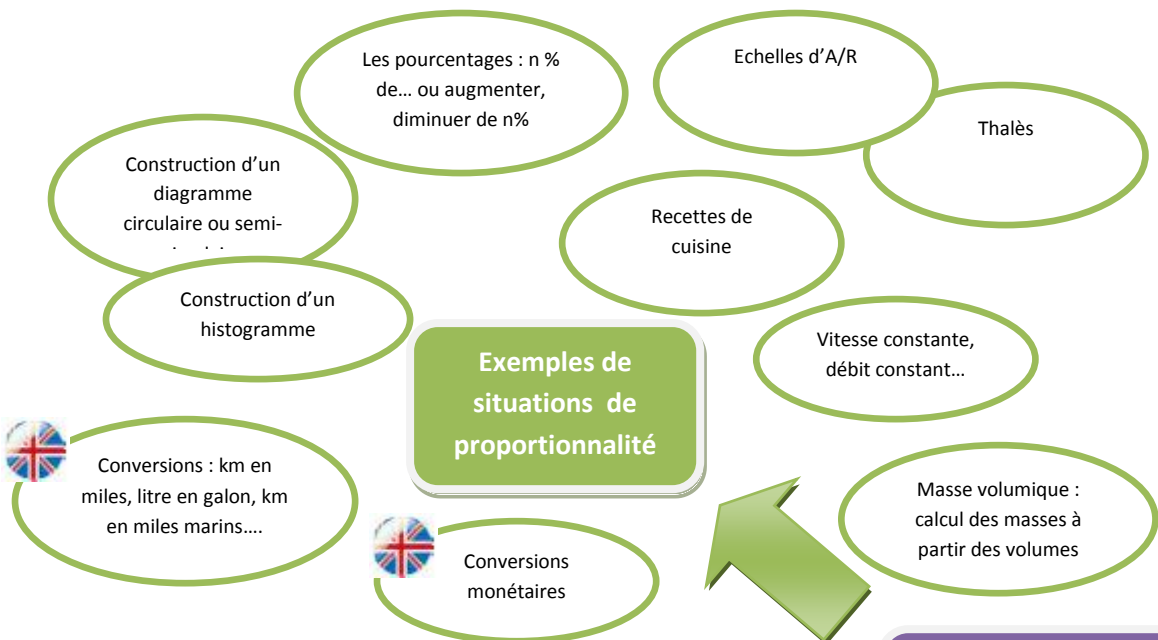 Les pourcentages : n %
de… ou augmenter,
diminuer de n%
Echelles d'A/R
Thalès
Construction d'un
diagramme
circulaire ou semi-
Recettes de
cuisine
Construction d'un
histogramme
Vitesse constante,
débit constant…
Exemples de
situations de
proportionnalité
Conversions : km en
miles, litre en galon, km
en miles marins….
Masse volumique :
calcul des masses à
partir des volumes
Conversions
monétaires